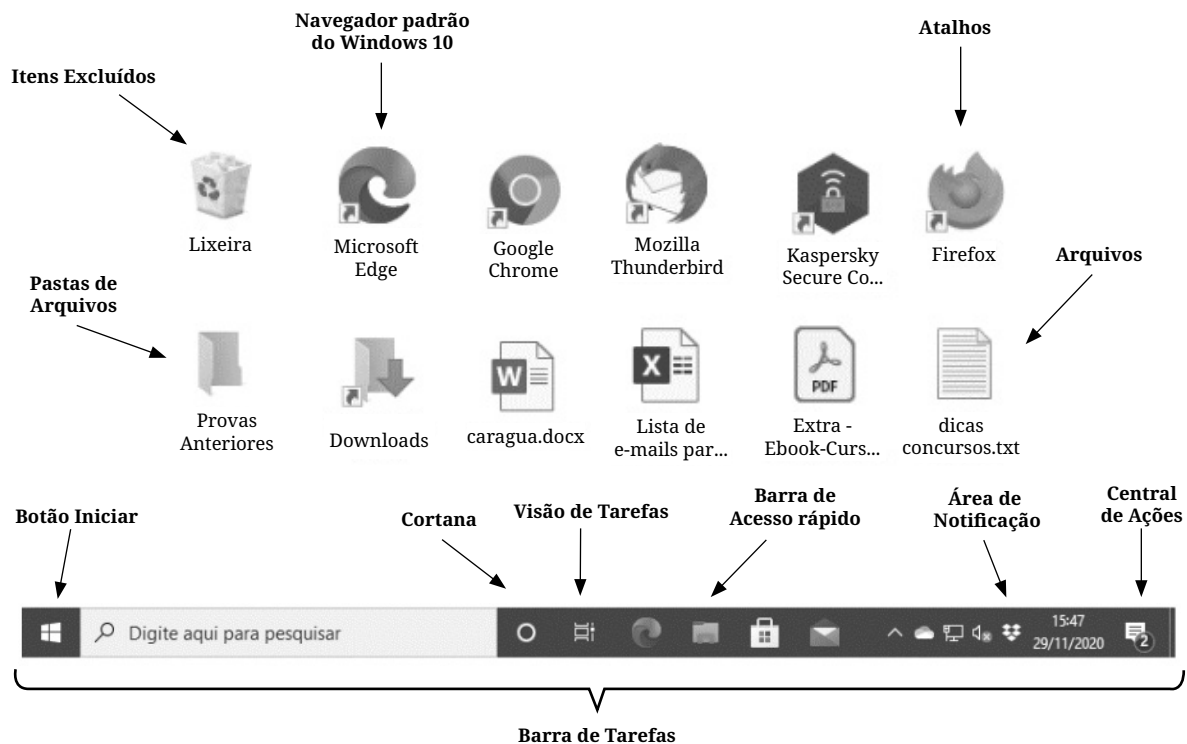 Navegador padrão
do Windows 10
Atalhos
Itens Excluídos
Lixeira
Microsoft
Edge
Google
Chrome
Mozilla
Thunderbird
Kaspersky
Secure Co...
Firefox
Arquivos
Pastas de
Arquivos
W
X
PDF
Provas
Anteriores
Downloads
caragua.docx
Lista de
e-mails par...
Extra -
Ebook-Curs...
dicas
concursos.txt
Botão Iniciar
Cortana
Visão de Tarefas
Barra de
Acesso rápido
Área de
Notificação
Central
de Ações
Digite aqui para pesquisar
15:47
29/11/2020
2
Barra de Tarefas